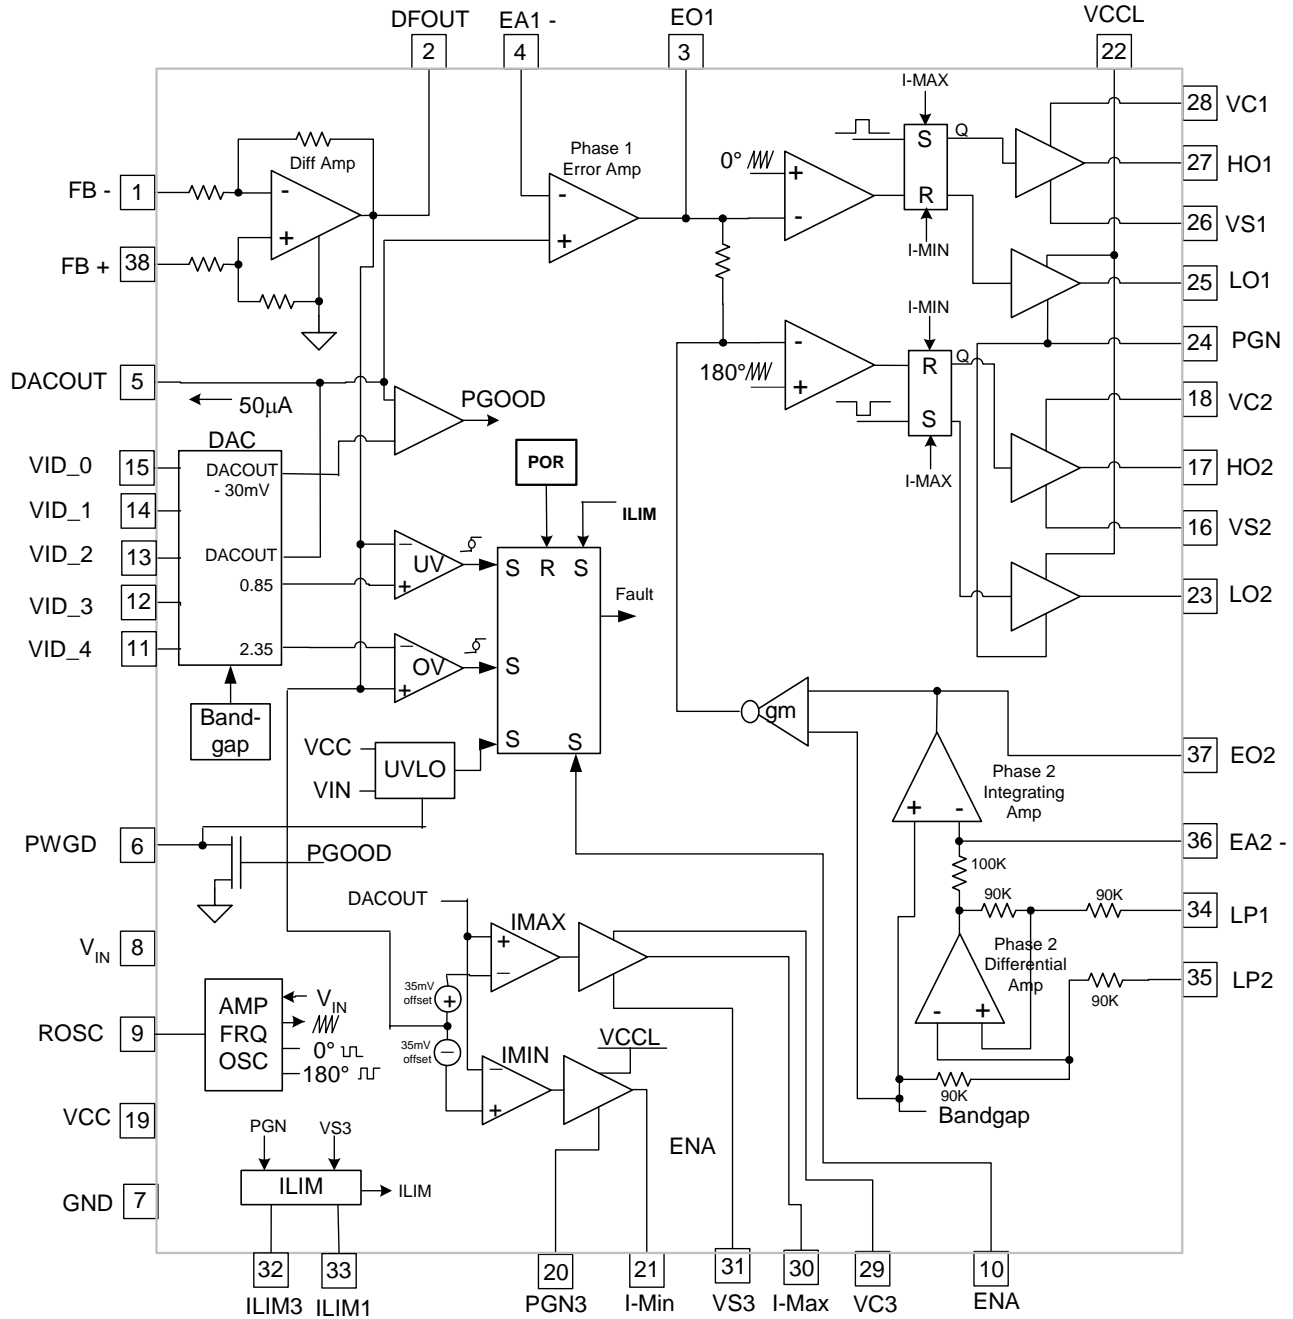 DFOUT
EA1 -
EO1
VCCL
2
4
3
22
I-MAX
28 VC1
S
Q
Phase 1
Error Amp
Diff Amp
0°
+
-
27 HO1
FB -
1
-
+
-
+
R
I-MIN
26 VS1
FB +
38
25 LO1
I-MIN
24 PGN
-
180°
+
R
Q
S
I-MAX
DACOUT
5
50µA
PGOOD
18 VC2
DAC
DACOUT
- 30mV
DACOUT
0.85
2.35
VID_0
15
VID_1
14
VID_2
13
VID_3
12
VID_4
11
POR
ILIM
17 HO2
16 VS2
23 LO2
−
UV
+
−
OV
+
S
R
S
S
S
S
Fault
Band-
gap
gm
VCC
VIN
UVLO
37 EO2
Phase 2
Integrating
Amp
+
-
PWGD
6
PGOOD
36 EA2 -
100K
90K
90K
34 LP1
DACOUT
IMAX
+
−
Phase 2
Differential
Amp
V_IN
8
35 LP2
90K
-
+
35mV
offset
+
35mV
offset
−
AMP
FRQ
OSC
V_IN
0°
180°
ROSC
9
VCCL
IMIN
−
+
90K
Bandgap
VCC
19
PGN
VS3
ENA
ILIM
ILIM
GND
7
32
33
20
21
31
30
29
10
ILIM3
ILIM1
PGN3
I-Min
VS3
I-Max
VC3
ENA